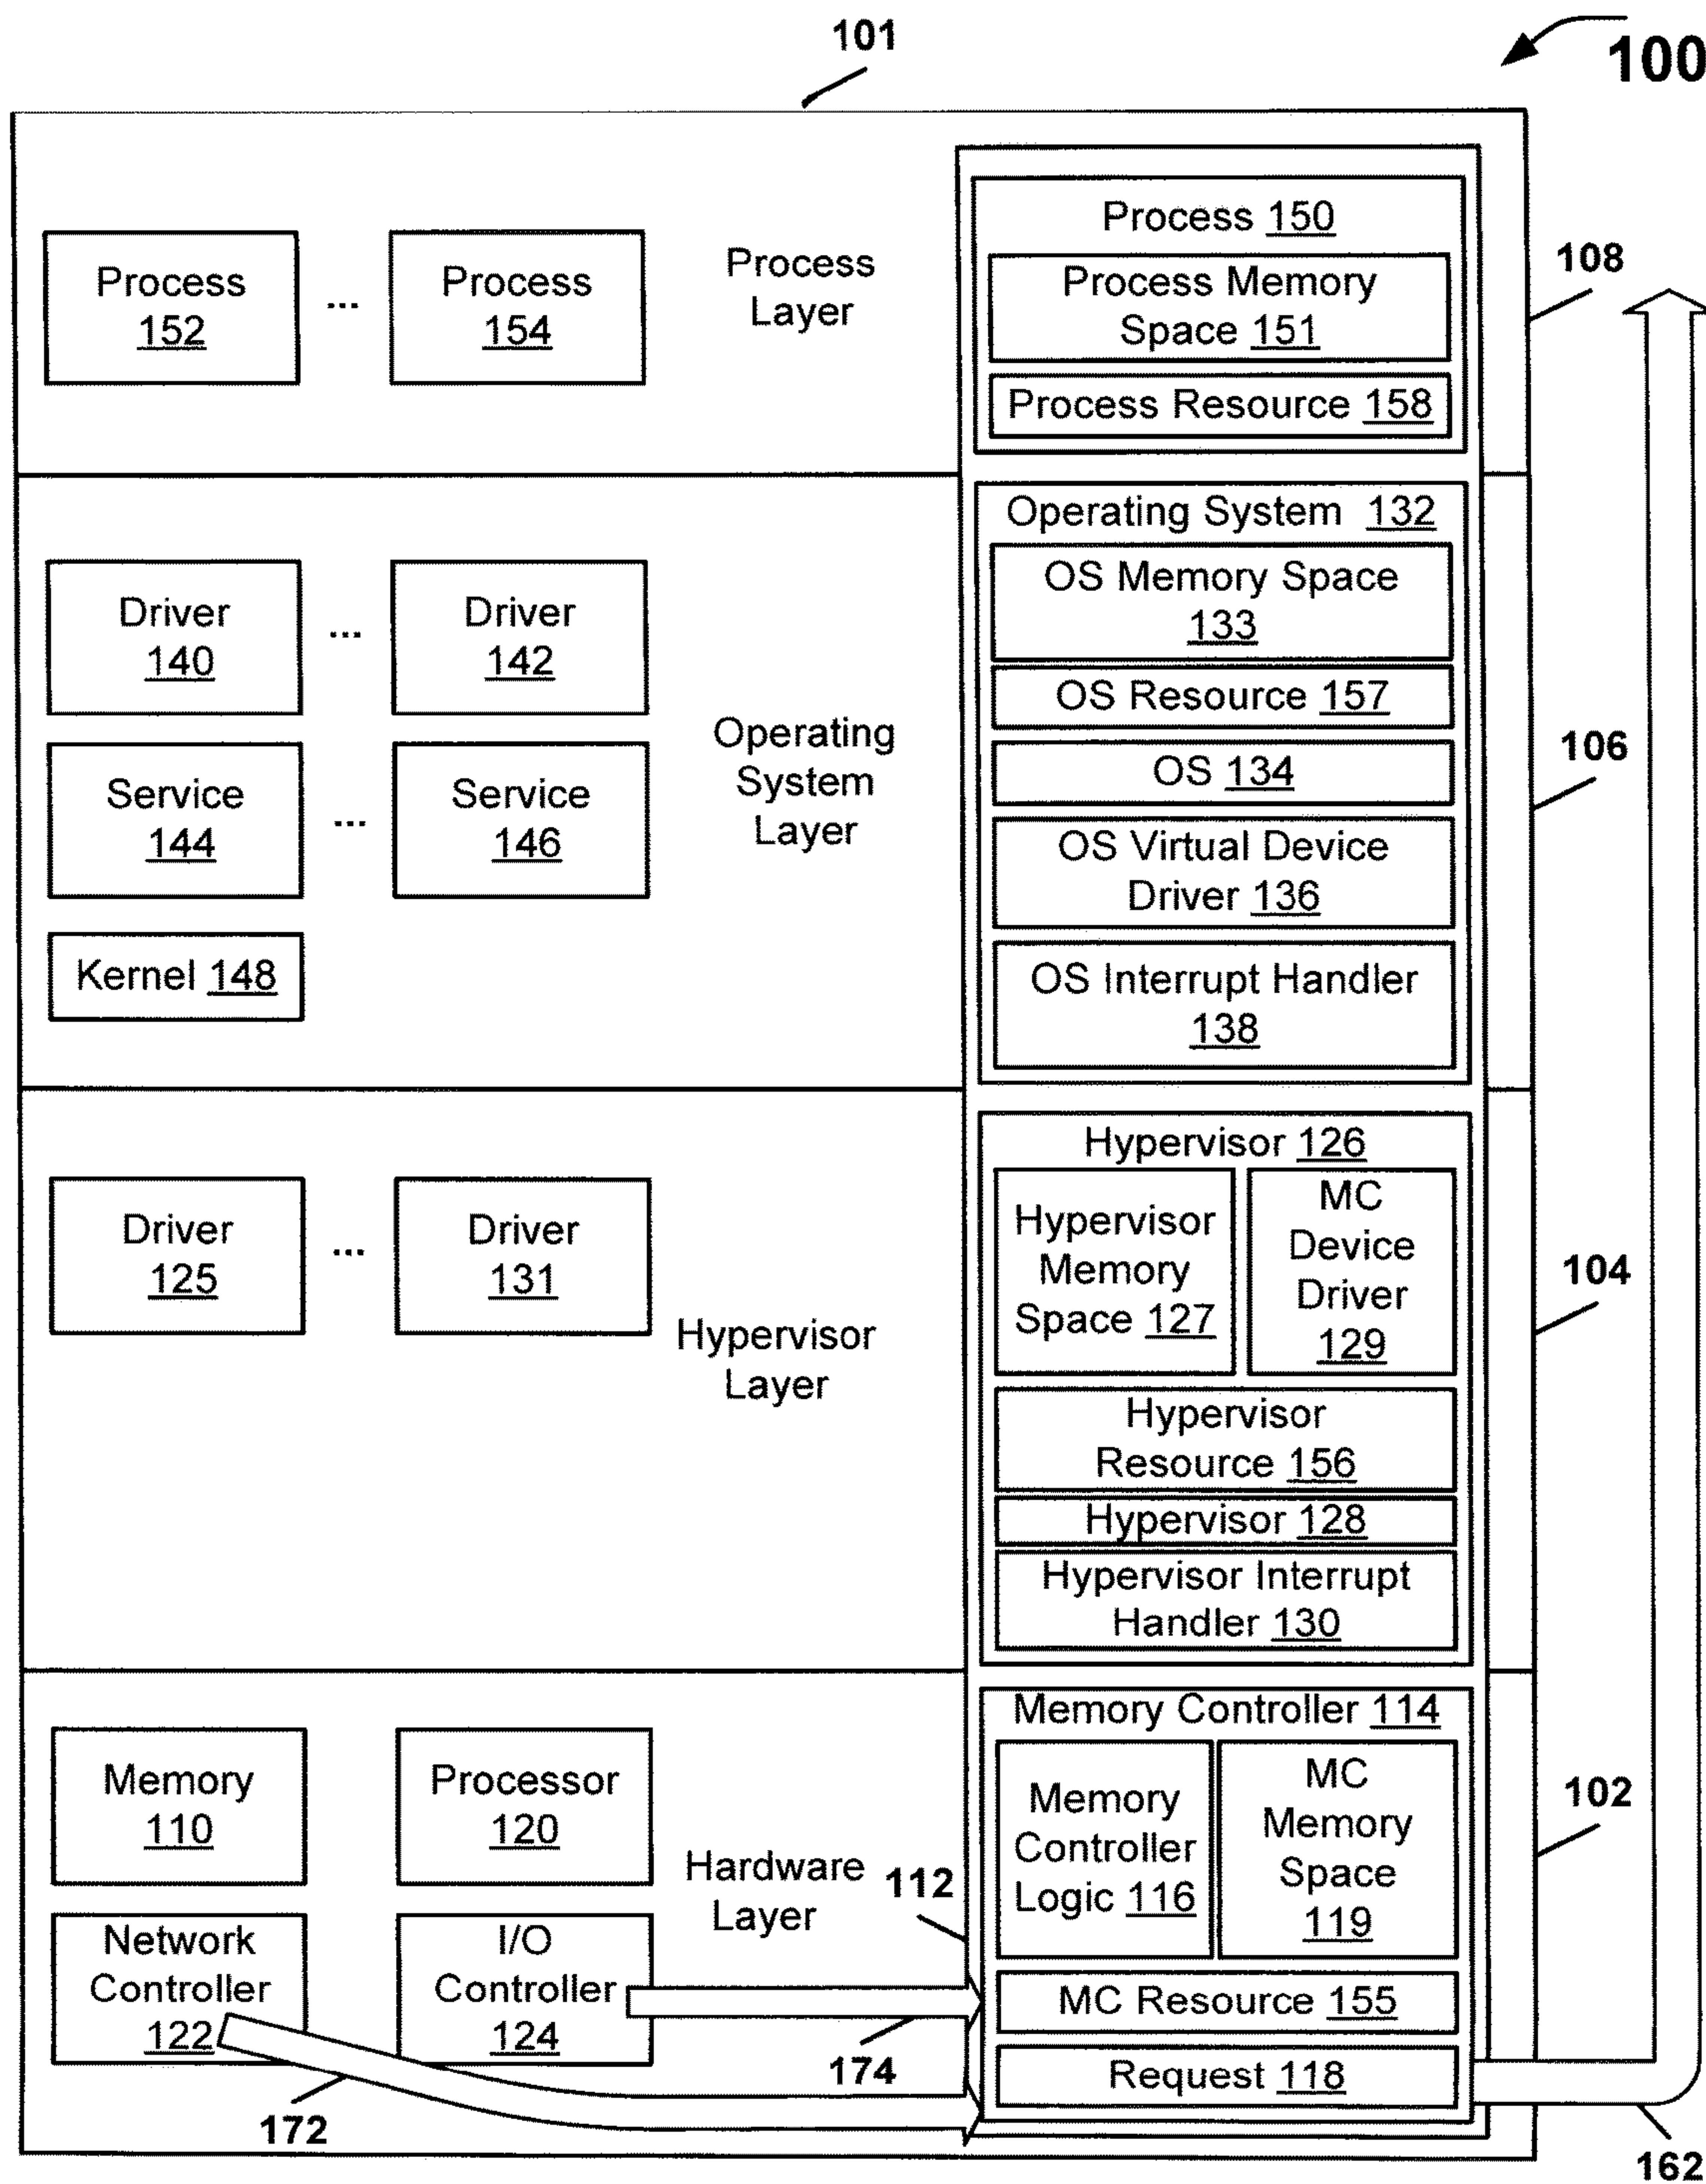 101
100
Process
152
...
Process
154
Process
Layer
Process 150
Process Memory
Space 151
Process Resource 158
108
Driver
140
...
Driver
142
Service
144
...
Service
146
Kernel 148
Operating
System
Layer
Operating System 132
OS Memory Space
133
OS Resource 157
OS 134
OS Virtual Device
Driver 136
OS Interrupt Handler
138
106
Driver
125
...
Driver
131
Hypervisor
Layer
Hypervisor 126
Hypervisor
Memory
Space 127
MC
Device
Driver
129
Hypervisor
Resource 156
Hypervisor 128
Hypervisor Interrupt
Handler 130
104
Memory
110
Processor
120
Network
Controller
122
I/O
Controller
124
Hardware
Layer
112
Memory Controller 114
Memory
Controller
Logic 116
MC
Memory
Space
119
MC Resource 155
Request 118
102
174
172
162